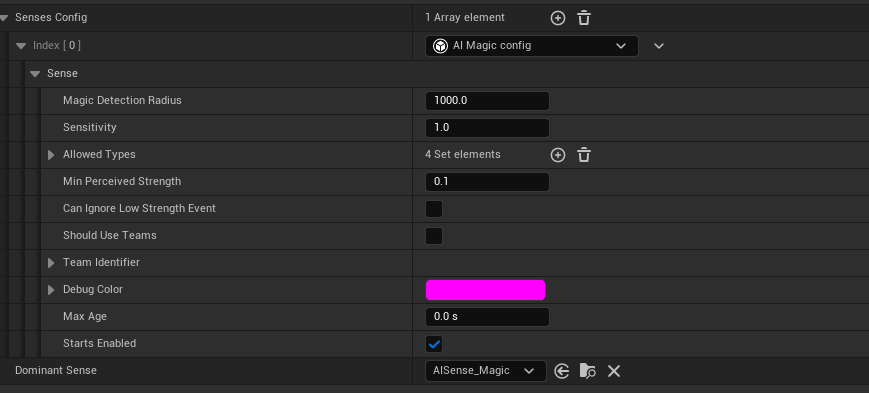 Senses Config 1 Array element
Index [ 0 ] AI Magic config
Sense
Magic Detection Radius 1000.0
Sensitivity 1.0
Allowed Types 4 Set elements
Min Perceived Strength 0.1
Can Ignore Low Strength Event
Should Use Teams
Team Identifier
Debug Color
Max Age 0.0 s
Starts Enabled
Dominant Sense AISense_Magic